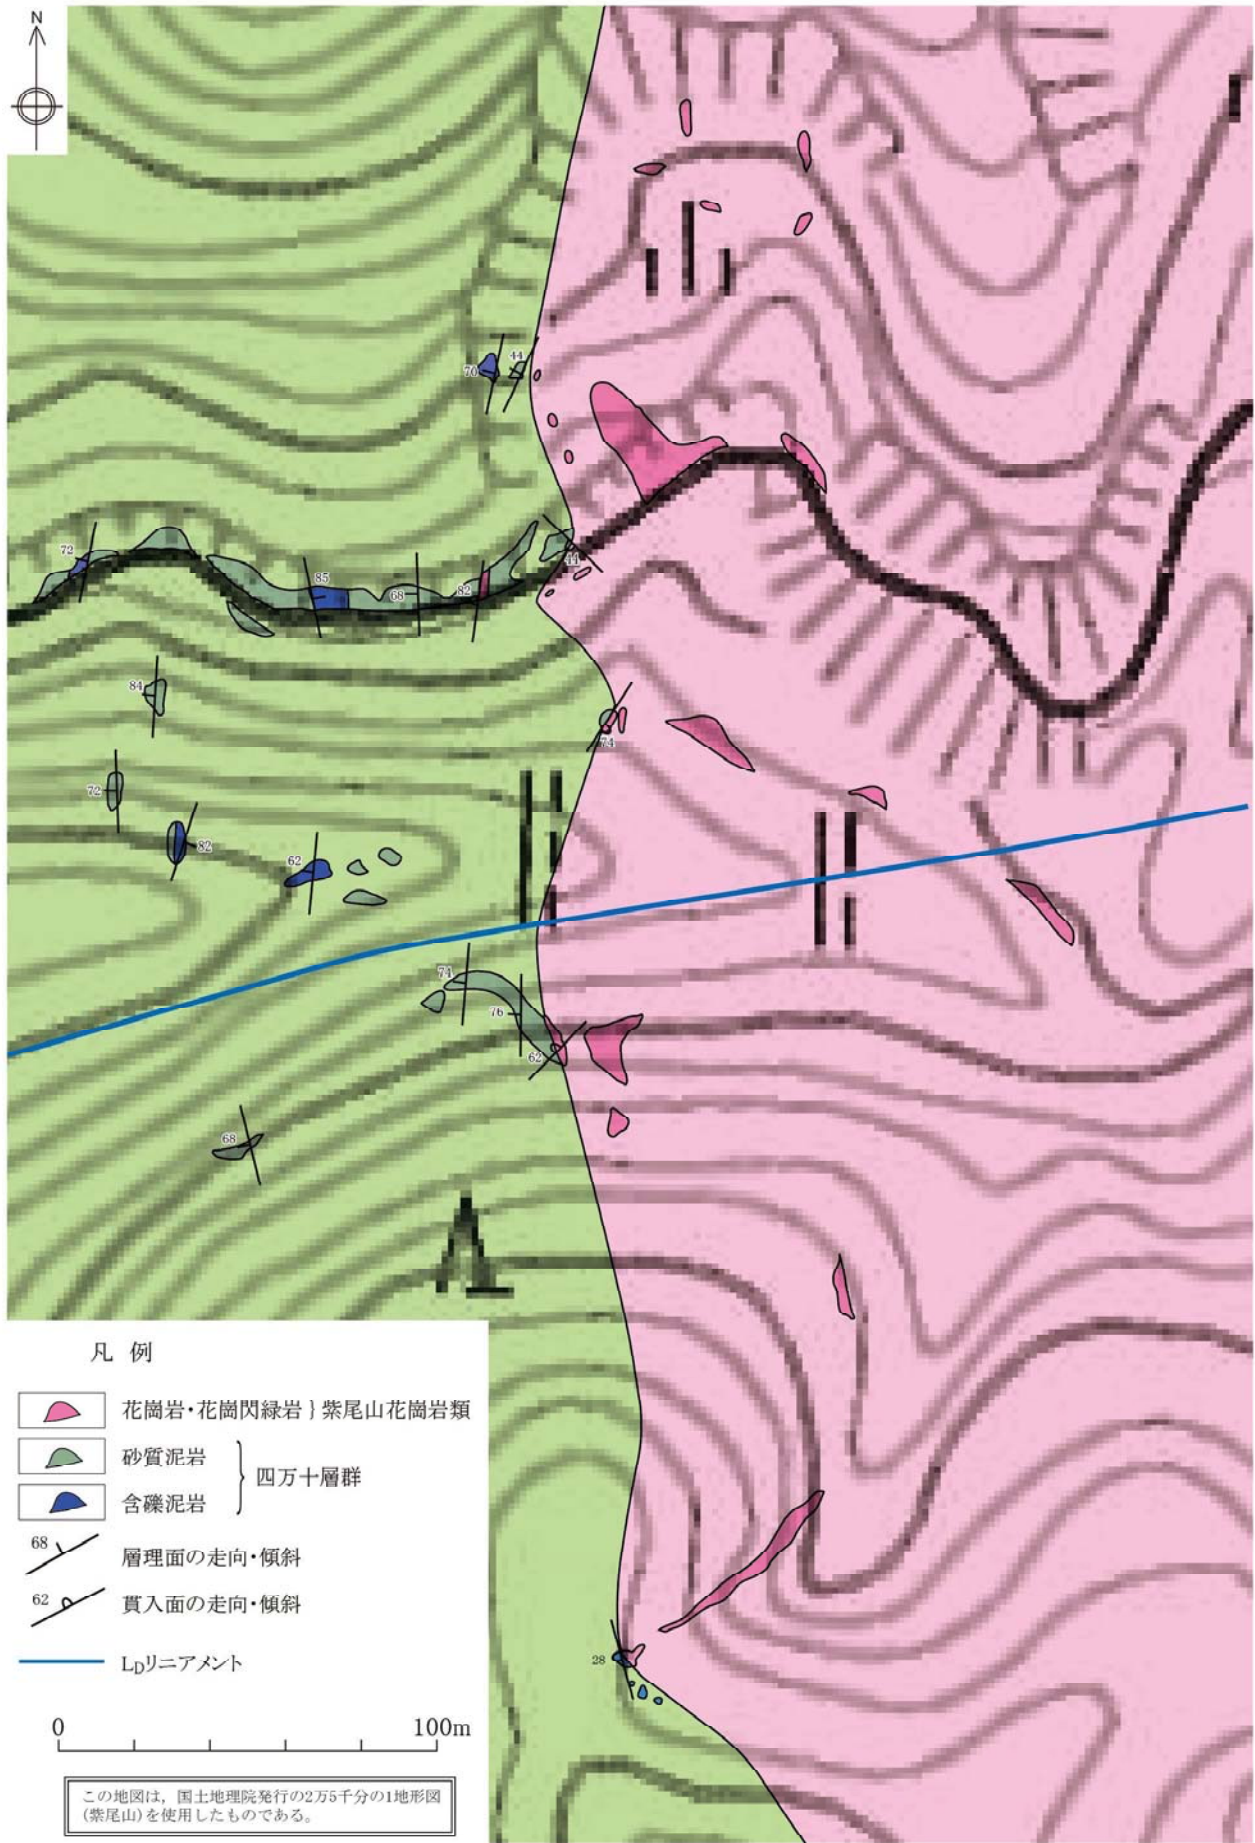 N
44
70
72
85
68
82
44
84
74
72
82
62
74
76
62
68
28
凡 例
花崗岩・花崗閃緑岩 } 紫尾山花崗岩類
砂質泥岩
四万十層群
含礫泥岩
68 層理面の走向・傾斜
62 貫入面の走向・傾斜
LDリニアメント
0 100m
この地図は，国土地理院発行の2万5千分の1地形図
(紫尾山)を使用したものである。